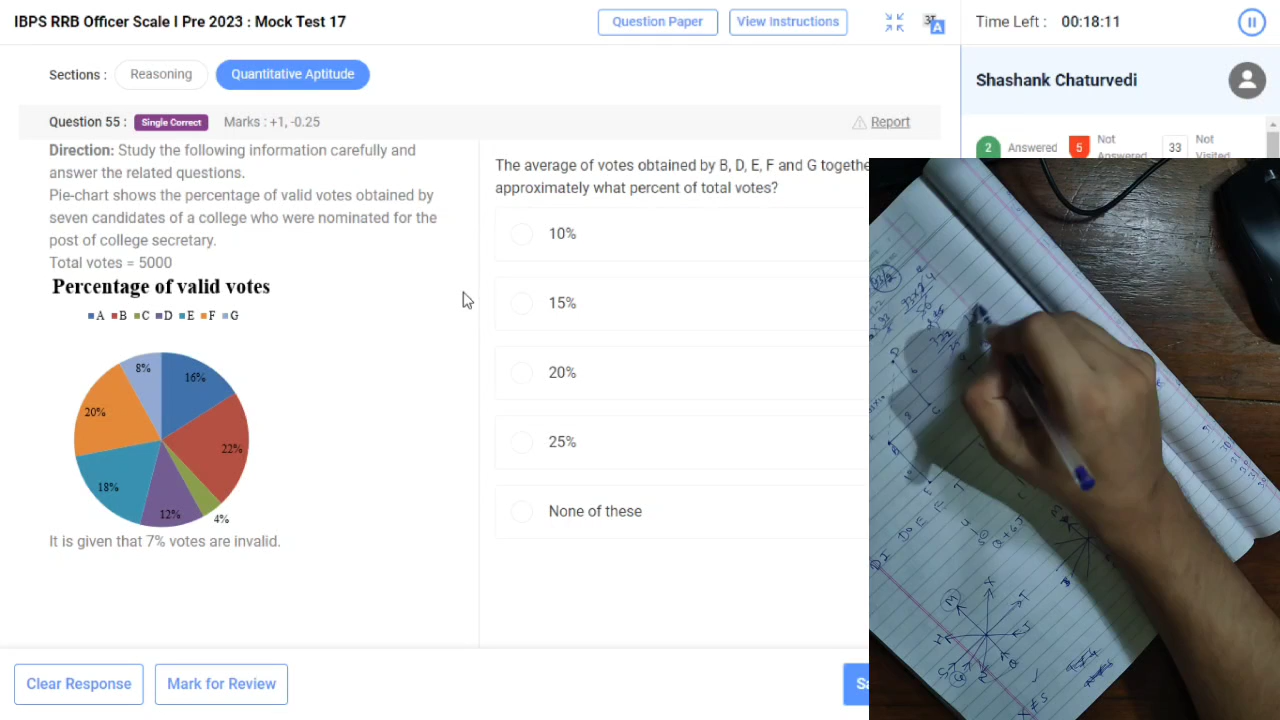 IBPS RRB Officer Scale I Pre 2023 : Mock Test 17
Question Paper
View Instructions
Time Left : 00:18:11
Sections :
Reasoning
Quantitative Aptitude
Shashank Chaturvedi
Question 55 :
Single Correct
Marks : +1, -0.25
Report
2 Answered
5 Not Answered
33 Not Visited
Direction: Study the following information carefully and
answer the related questions.
Pie-chart shows the percentage of valid votes obtained by
seven candidates of a college who were nominated for the
post of college secretary.
Total votes = 5000
Percentage of valid votes
A B C D E F G
8%
16%
20%
22%
18%
12%
4%
It is given that 7% votes are invalid.
The average of votes obtained by B, D, E, F and G togethe
approximately what percent of total votes?
10%
15%
20%
25%
None of these
Clear Response
Mark for Review
Sa